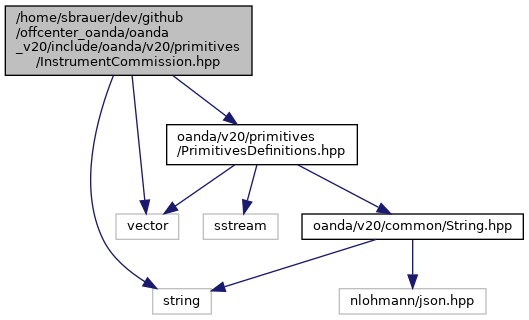 /home/sbrauer/dev/github
/offcenter_oanda/oanda
_v20/include/oanda/v20/primitives
/InstrumentCommission.hpp
oanda/v20/primitives
/PrimitivesDefinitions.hpp
vector
sstream
oanda/v20/common/String.hpp
string
nlohmann/json.hpp